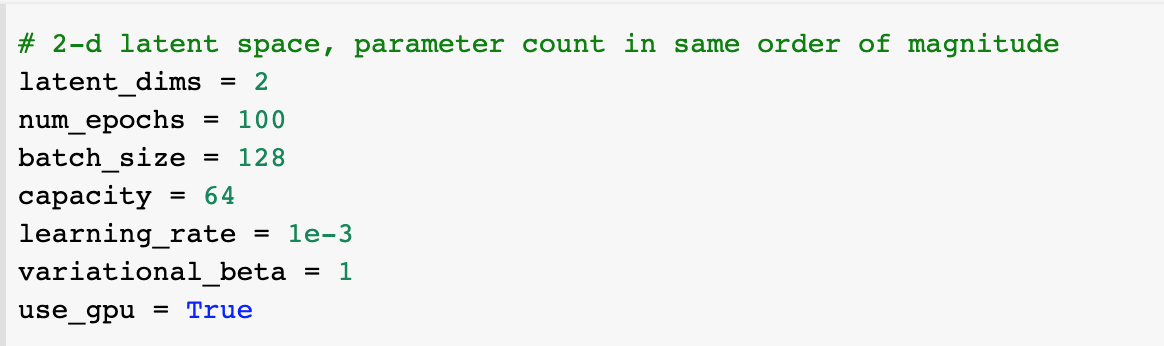 # 2-d latent space, parameter count in same order of magnitude
latent_dims = 2
num_epochs = 100
batch_size = 128
capacity = 64
learning_rate = 1e-3
variational_beta = 1
use_gpu = True